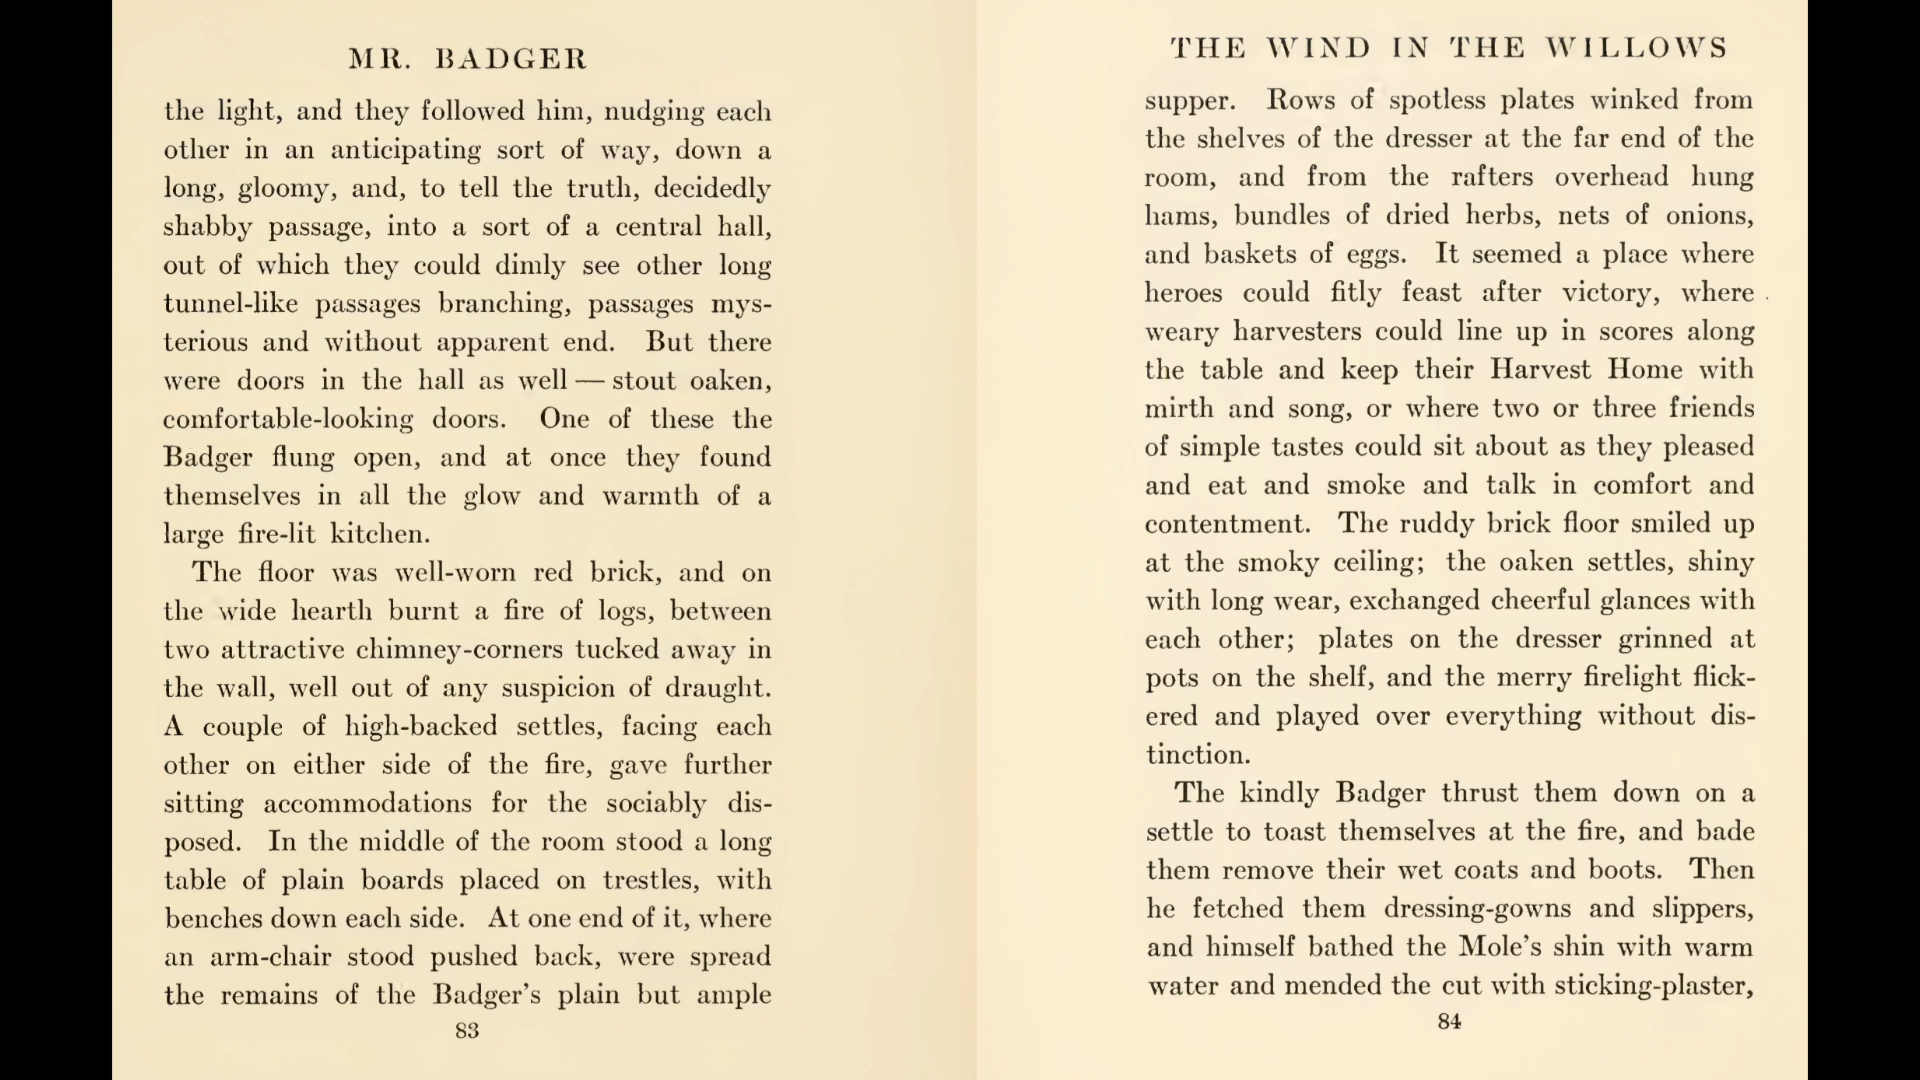 MR. BADGER
the light, and they followed him, nudging each
other in an anticipating sort of way, down a
long, gloomy, and, to tell the truth, decidedly
shabby passage, into a sort of a central hall,
out of which they could dimly see other long
tunnel-like passages branching, passages mys-
terious and without apparent end. But there
were doors in the hall as well — stout oaken,
comfortable-looking doors. One of these the
Badger flung open, and at once they found
themselves in all the glow and warmth of a
large fire-lit kitchen.
The floor was well-worn red brick, and on
the wide hearth burnt a fire of logs, between
two attractive chimney-corners tucked away in
the wall, well out of any suspicion of draught.
A couple of high-backed settles, facing each
other on either side of the fire, gave further
sitting accommodations for the sociably dis-
posed. In the middle of the room stood a long
table of plain boards placed on trestles, with
benches down each side. At one end of it, where
an arm-chair stood pushed back, were spread
the remains of the Badger's plain but ample
83
THE WIND IN THE WILLOWS
supper. Rows of spotless plates winked from
the shelves of the dresser at the far end of the
room, and from the rafters overhead hung
hams, bundles of dried herbs, nets of onions,
and baskets of eggs. It seemed a place where
heroes could fitly feast after victory, where
weary harvesters could line up in scores along
the table and keep their Harvest Home with
mirth and song, or where two or three friends
of simple tastes could sit about as they pleased
and eat and smoke and talk in comfort and
contentment. The ruddy brick floor smiled up
at the smoky ceiling; the oaken settles, shiny
with long wear, exchanged cheerful glances with
each other; plates on the dresser grinned at
pots on the shelf, and the merry firelight flick-
ered and played over everything without dis-
tinction.
The kindly Badger thrust them down on a
settle to toast themselves at the fire, and bade
them remove their wet coats and boots. Then
he fetched them dressing-gowns and slippers,
and himself bathed the Mole's shin with warm
water and mended the cut with sticking-plaster,
84